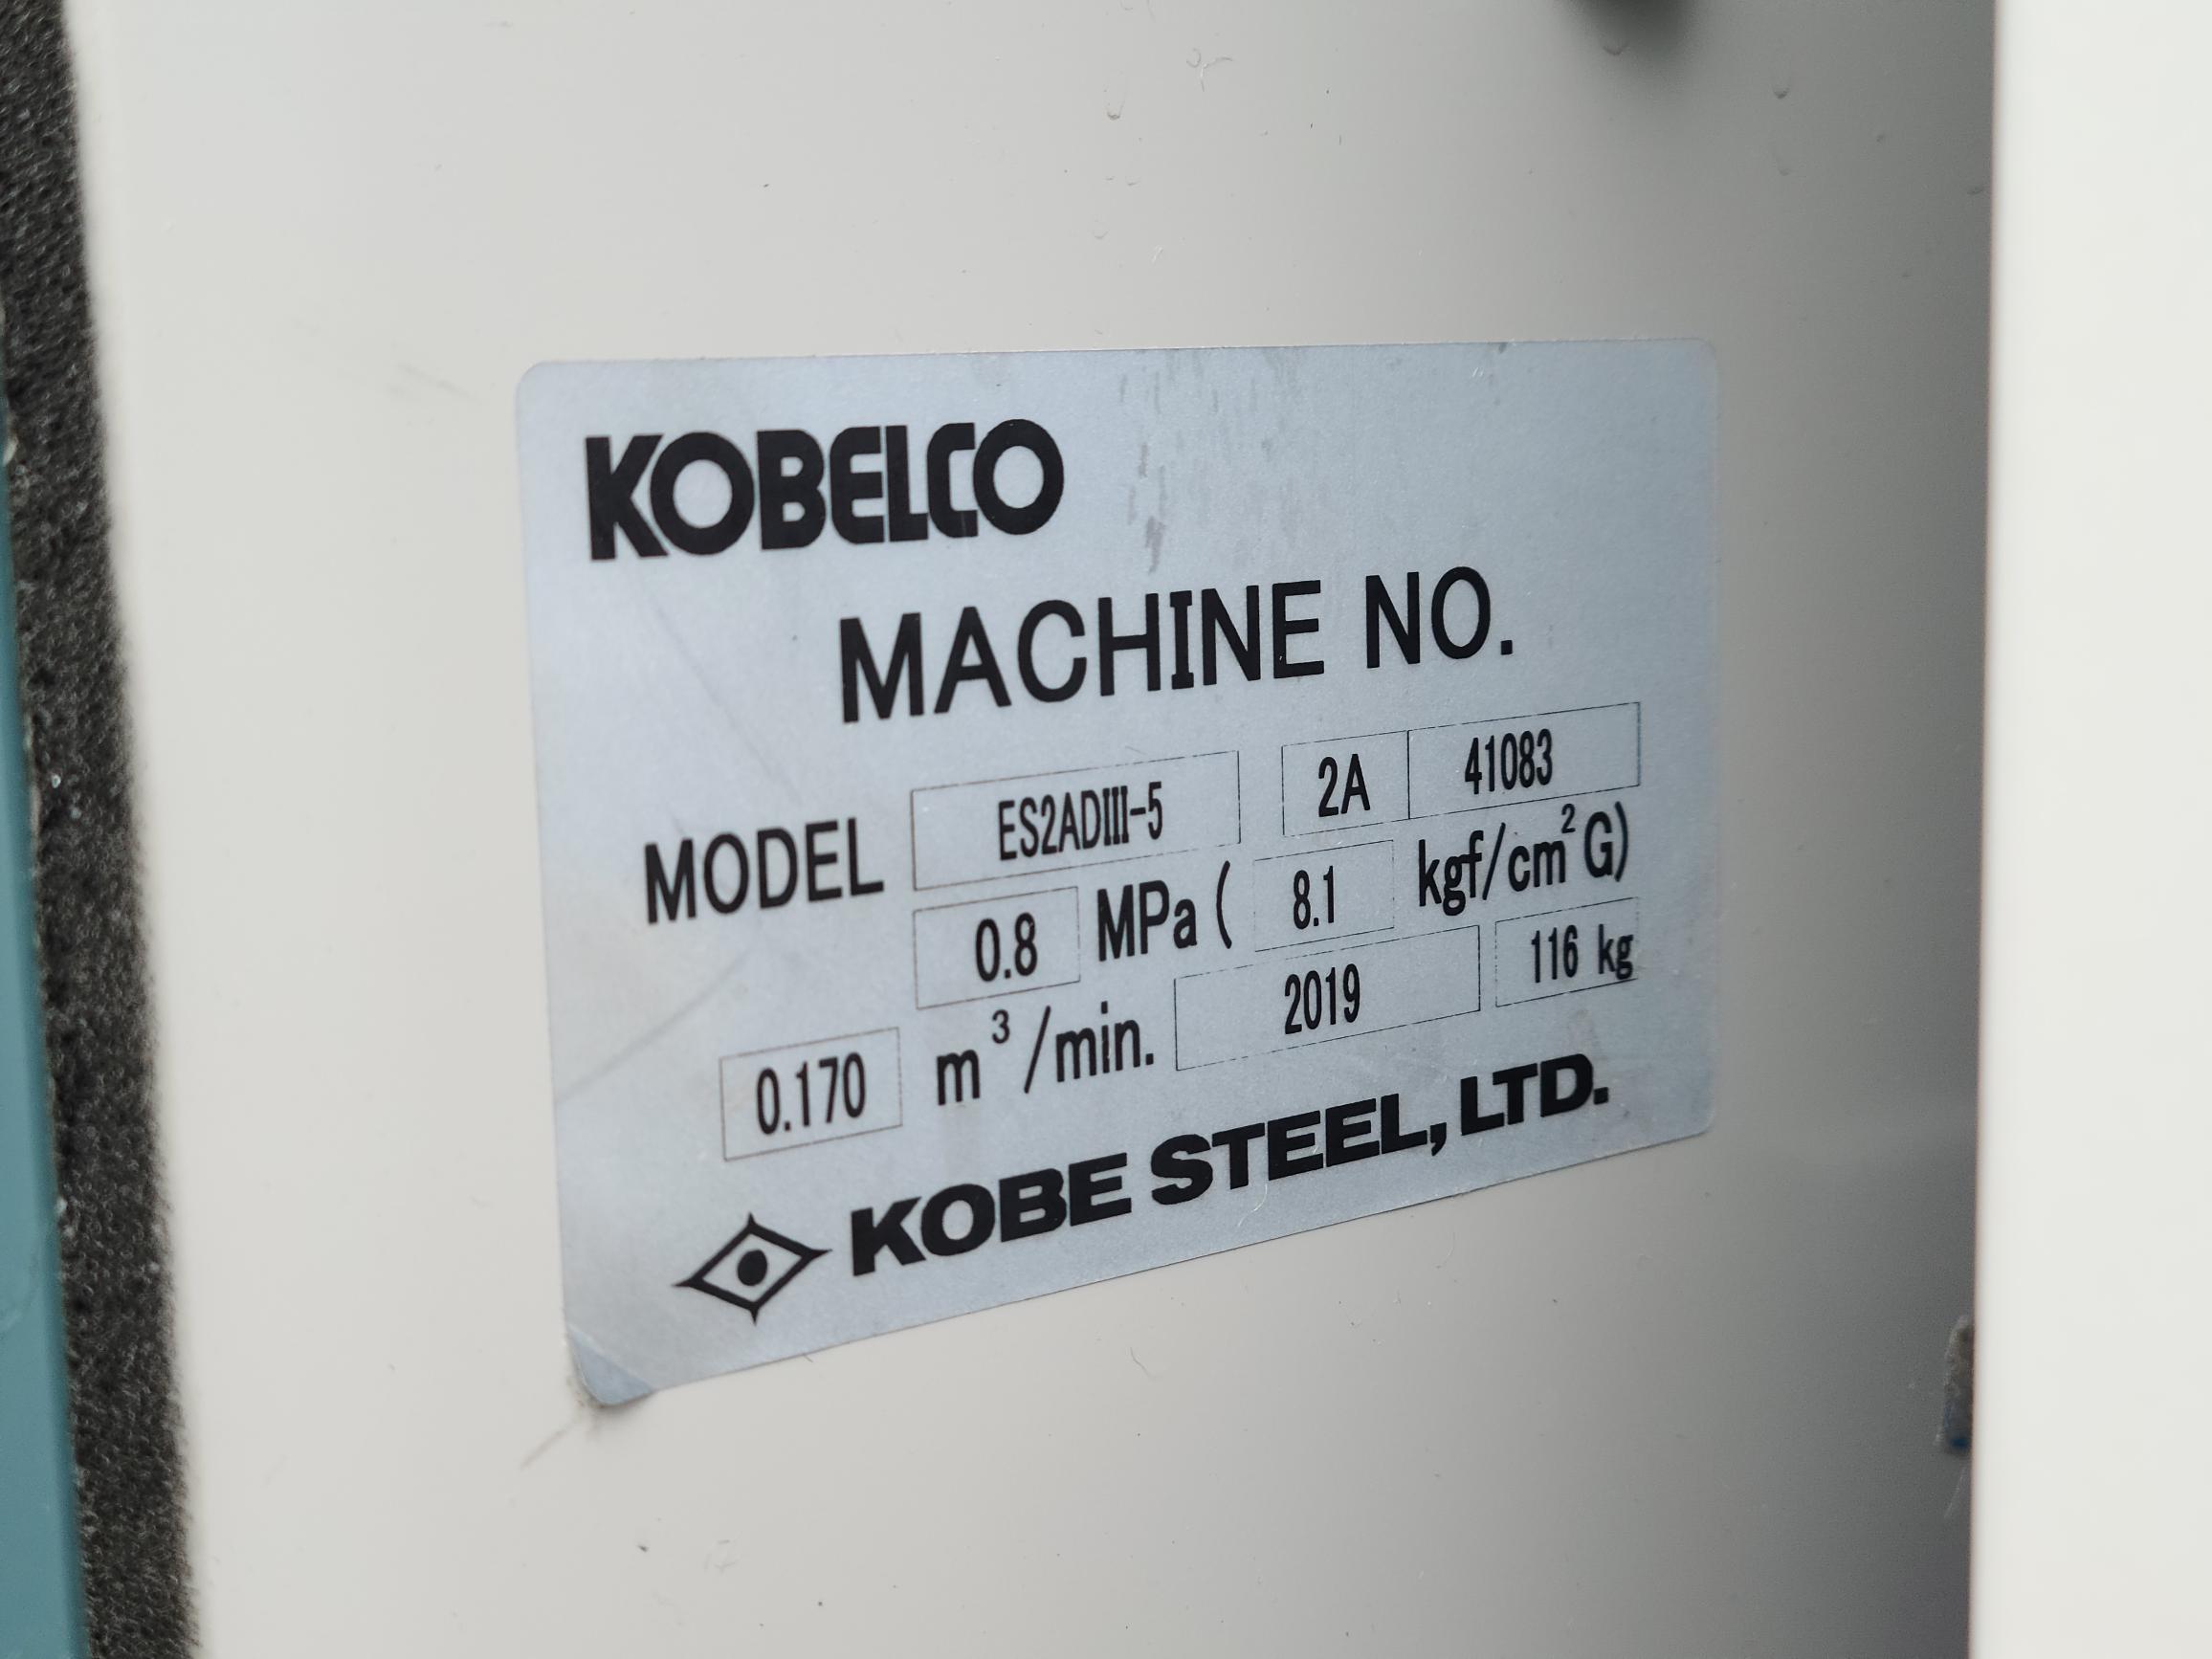 KOBELCO
MACHINE NO.
MODEL ES2ADIII-5 2A 41083
0.8 MPa ( 8.1 kgf/cm²G)
0.170 m³/min. 2019 116 kg
KOBE STEEL, LTD.